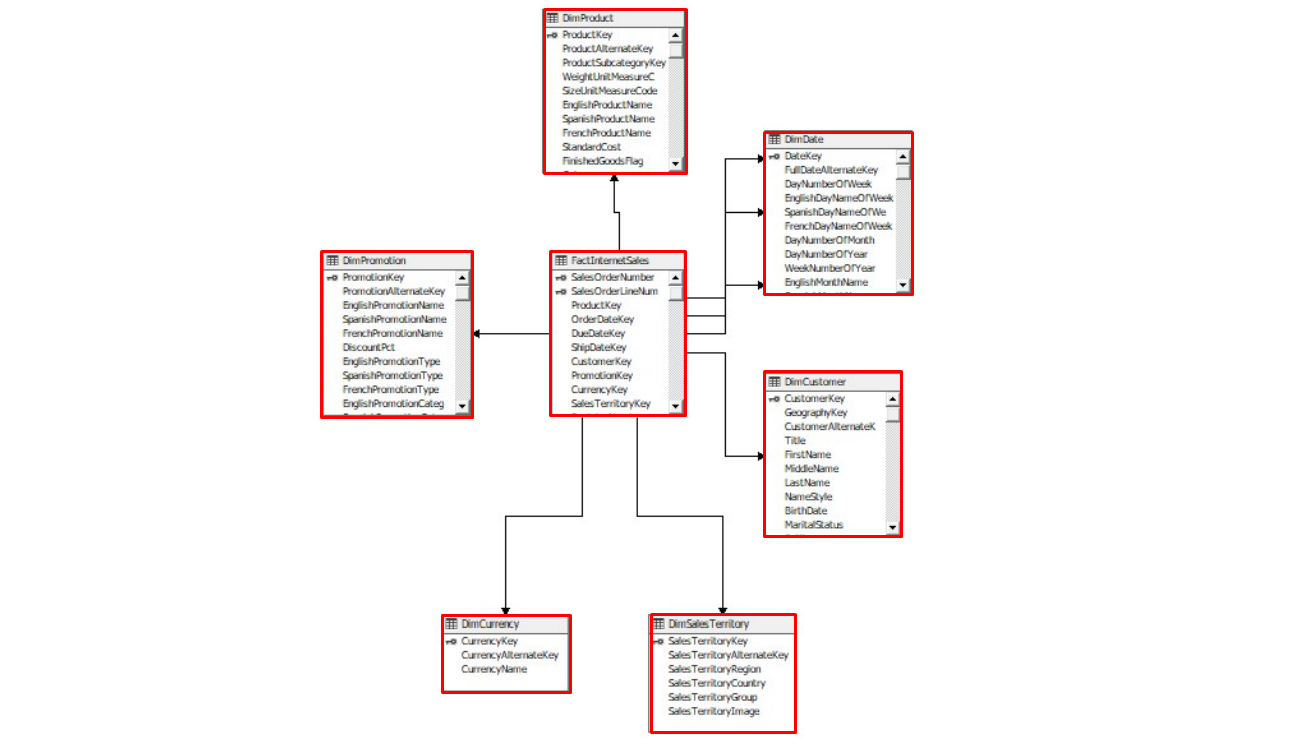 DimProduct
ProductKey
ProductAlternateKey
ProductSubcategoryKey
WeightUnitMeasureC
SizeUnitMeasureCode
EnglishProductName
SpanishProductName
FrenchProductName
StandardCost
FinishedGoodsFlag
DimDate
DateKey
FullDateAlternateKey
DayNumberOfWeek
EnglishDayNameOfWeek
SpanishDayNameOfWe
FrenchDayNameOfWeek
DayNumberOfMonth
DayNumberOfYear
WeekNumberOfYear
EnglishMonthName
DimPromotion
PromotionKey
PromotionAlternateKey
EnglishPromotionName
SpanishPromotionName
FrenchPromotionName
DiscountPct
EnglishPromotionType
SpanishPromotionType
FrenchPromotionType
EnglishPromotionCateg
FactInternetSales
SalesOrderNumber
SalesOrderLineNum
ProductKey
OrderDateKey
DueDateKey
ShipDateKey
CustomerKey
PromotionKey
CurrencyKey
SalesTerritoryKey
DimCustomer
CustomerKey
GeographyKey
CustomerAlternateK
Title
FirstName
MiddleName
LastName
NameStyle
BirthDate
MaritalStatus
DimCurrency
CurrencyKey
CurrencyAlternateKey
CurrencyName
DimSalesTerritory
SalesTerritoryKey
SalesTerritoryAlternateKey
SalesTerritoryRegion
SalesTerritoryCountry
SalesTerritoryGroup
SalesTerritoryImage